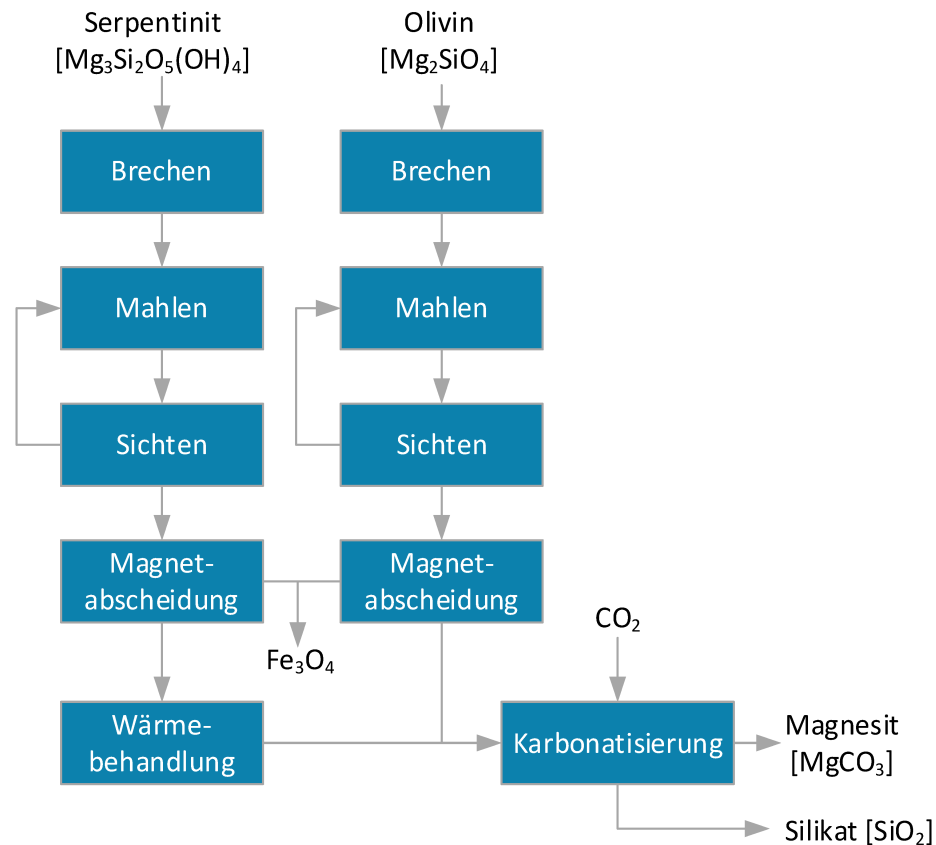 Serpentinit
[Mg₃Si₂O₅(OH)₄]
Olivin
[Mg₂SiO₄]
Brechen
Brechen
Mahlen
Mahlen
Sichten
Sichten
Magnet-
abscheidung
Magnet-
abscheidung
Fe₃O₄
CO₂
Wärme-
behandlung
Karbonatisierung
Magnesit
[MgCO₃]
Silikat [SiO₂]